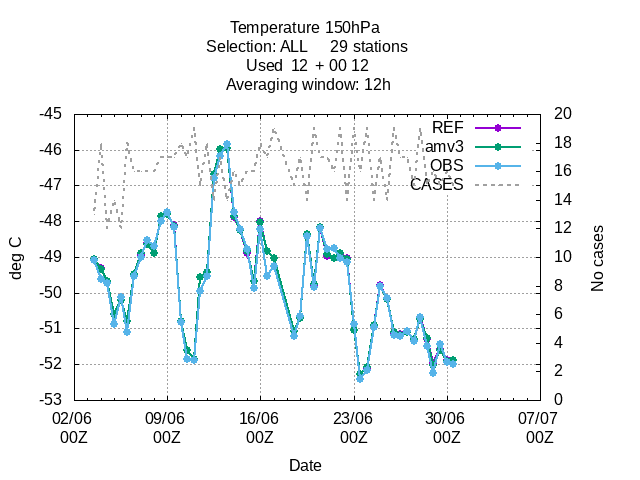 Temperature 150hPa
Selection: ALL 29 stations
Used 12 + 00 12
Averaging window: 12h
-45
-46
-47
-48
-49
-50
-51
-52
-53
deg C
20
18
16
14
12
10
8
6
4
2
0
No cases
REF
amv3
OBS
CASES
02/06 09/06 16/06 23/06 30/06 07/07
00Z 00Z 00Z 00Z 00Z 00Z
Date